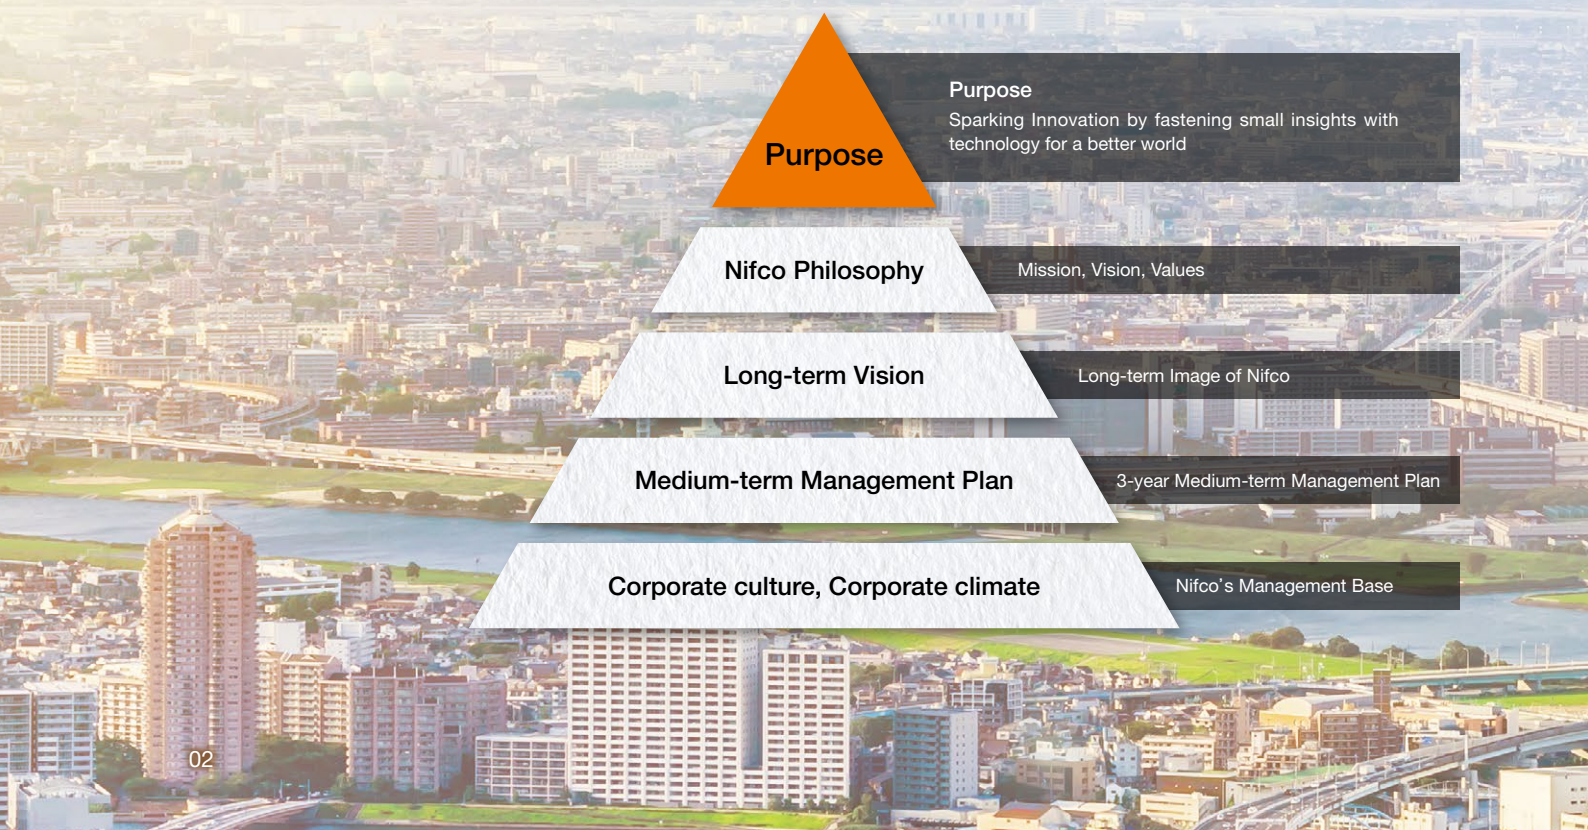 Purpose
Purpose
Sparking Innovation by fastening small insights with
technology for a better world
Nifco Philosophy
Mission, Vision, Values
Long-term Vision
Long-term Image of Nifco
Medium-term Management Plan
3-year Medium-term Management Plan
Corporate culture, Corporate climate
Nifco's Management Base
02